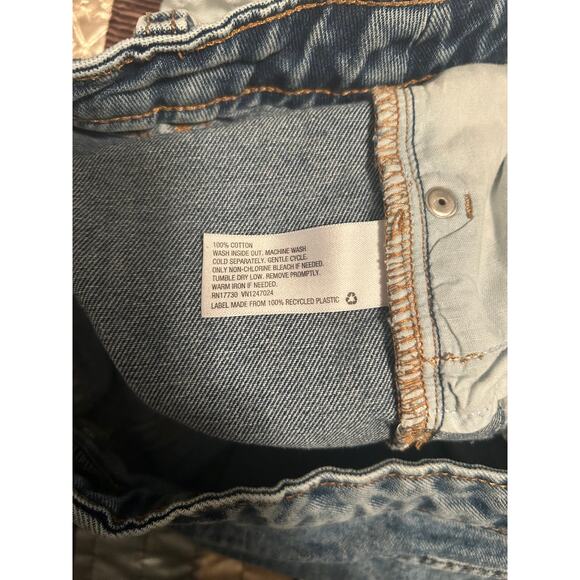 100% COTTON
WASH INSIDE OUT. MACHINE WASH
COLD SEPARATELY. GENTLE CYCLE.
ONLY NON-CHLORINE BLEACH IF NEEDED.
TUMBLE DRY LOW. REMOVE PROMPTLY.
WARM IRON IF NEEDED.
RN17730 VN1247024
LABEL MADE FROM 100% RECYCLED PLASTIC